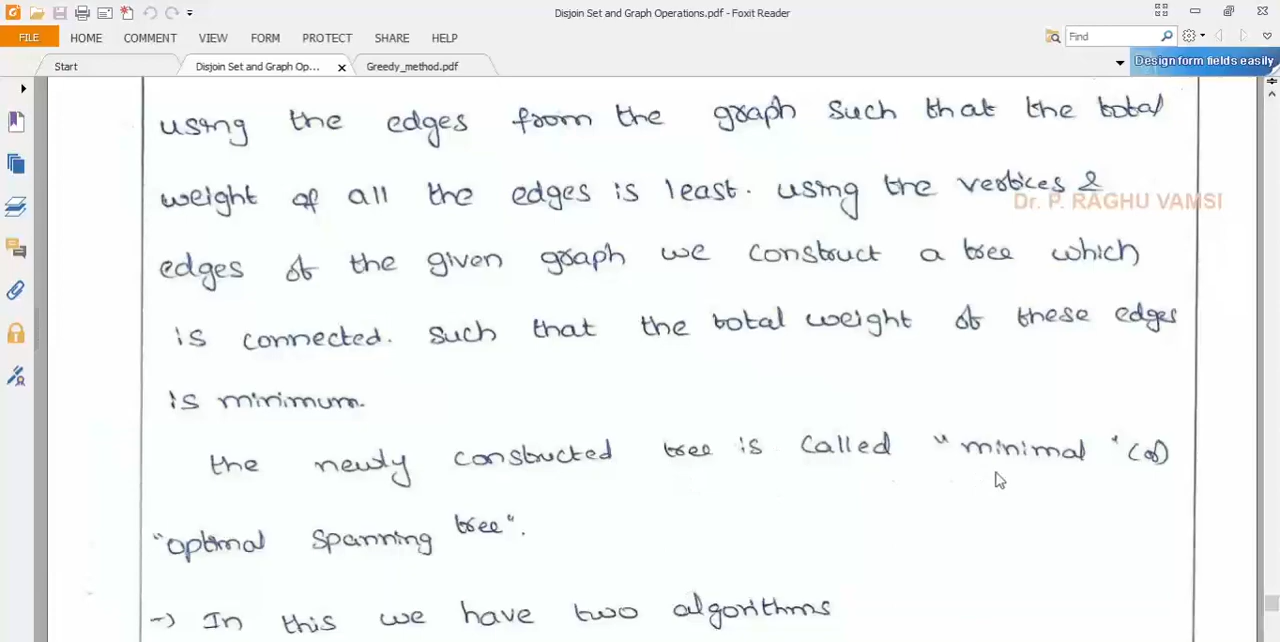 Disjoin Set and Graph Operations.pdf - Foxit Reader
FILE HOME COMMENT VIEW FORM PROTECT SHARE HELP
Find
Start Disjoin Set and Graph Op... Greedy_method.pdf
Design form fields easily
using the edges from the graph such that the total
weight of all the edges is least. using the vertices &
Dr. P. RAGHU VAMSI
edges of the given graph we construct a tree which
is connected. Such that the total weight of these edges
is minimum.
the newly constructed tree is called "minimal" (or)
"optimal spanning tree".
-> In this we have two algorithms